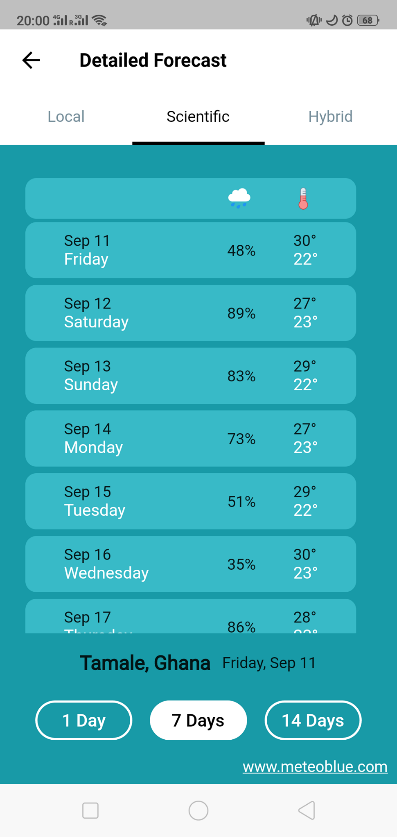 20:00 4G R 3G 68
Detailed Forecast
Local Scientific Hybrid
Sep 11 48% 30°
Friday 22°
Sep 12 89% 27°
Saturday 23°
Sep 13 83% 29°
Sunday 22°
Sep 14 73% 27°
Monday 23°
Sep 15 51% 29°
Tuesday 22°
Sep 16 35% 30°
Wednesday 23°
Sep 17 86% 28°
Thursday
Tamale, Ghana Friday, Sep 11
1 Day 7 Days 14 Days
www.meteoblue.com